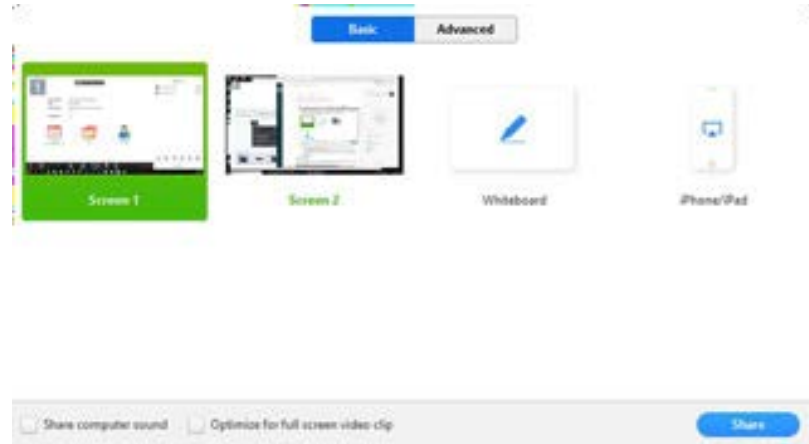 Basic Advanced
Screen 1 Screen 2 Whiteboard iPhone/iPad
Share computer sound Optimize for full screen video clip Share